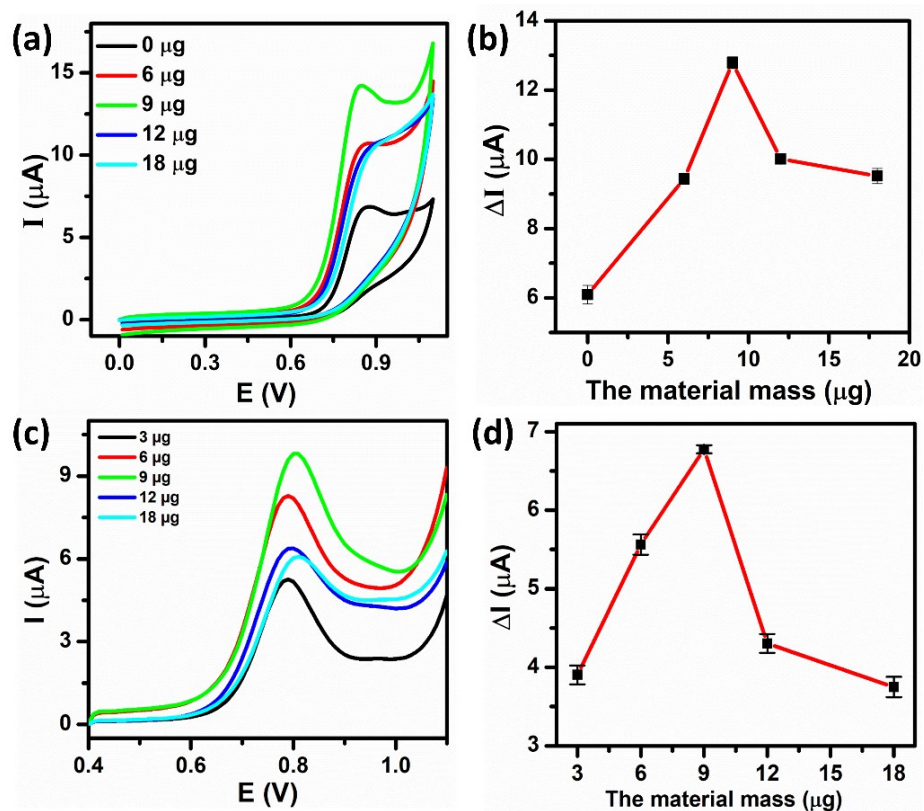 (a)
0 μg
6 μg
9 μg
12 μg
18 μg
I (μA)
15
10
5
0
0.0 0.3 0.6 0.9
E (V)
(b)
ΔI (μA)
14
12
10
8
6
0 5 10 15 20
The material mass (μg)
(c)
3 μg
6 μg
9 μg
12 μg
18 μg
I (μA)
9
6
3
0
0.4 0.6 0.8 1.0
E (V)
(d)
ΔI (μA)
7
6
5
4
3
3 6 9 12 15 18
The material mass (μg)